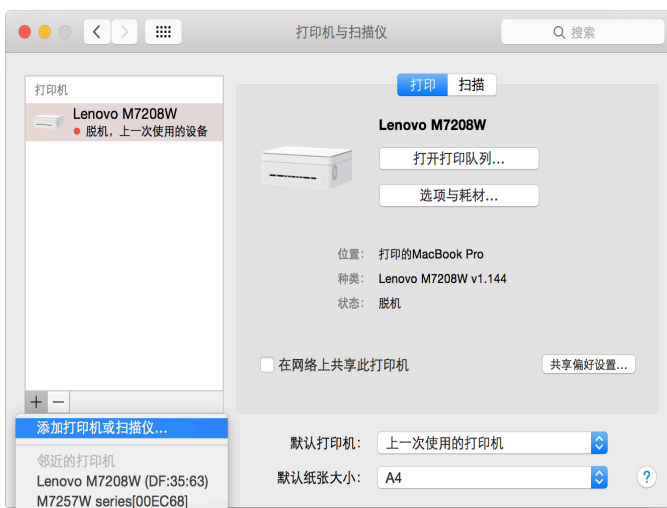 打印机与扫描仪
搜索
打印机
Lenovo M7208W
脱机，上一次使用的设备
打印 扫描
Lenovo M7208W
打开打印队列...
选项与耗材...
位置： 打印的MacBook Pro
种类： Lenovo M7208W v1.144
状态： 脱机
在网络上共享此打印机
共享偏好设置...
+ −
添加打印机或扫描仪...
邻近的打印机
Lenovo M7208W (DF:35:63)
M7257W series[00EC68]
默认打印机： 上一次使用的打印机
默认纸张大小： A4
?